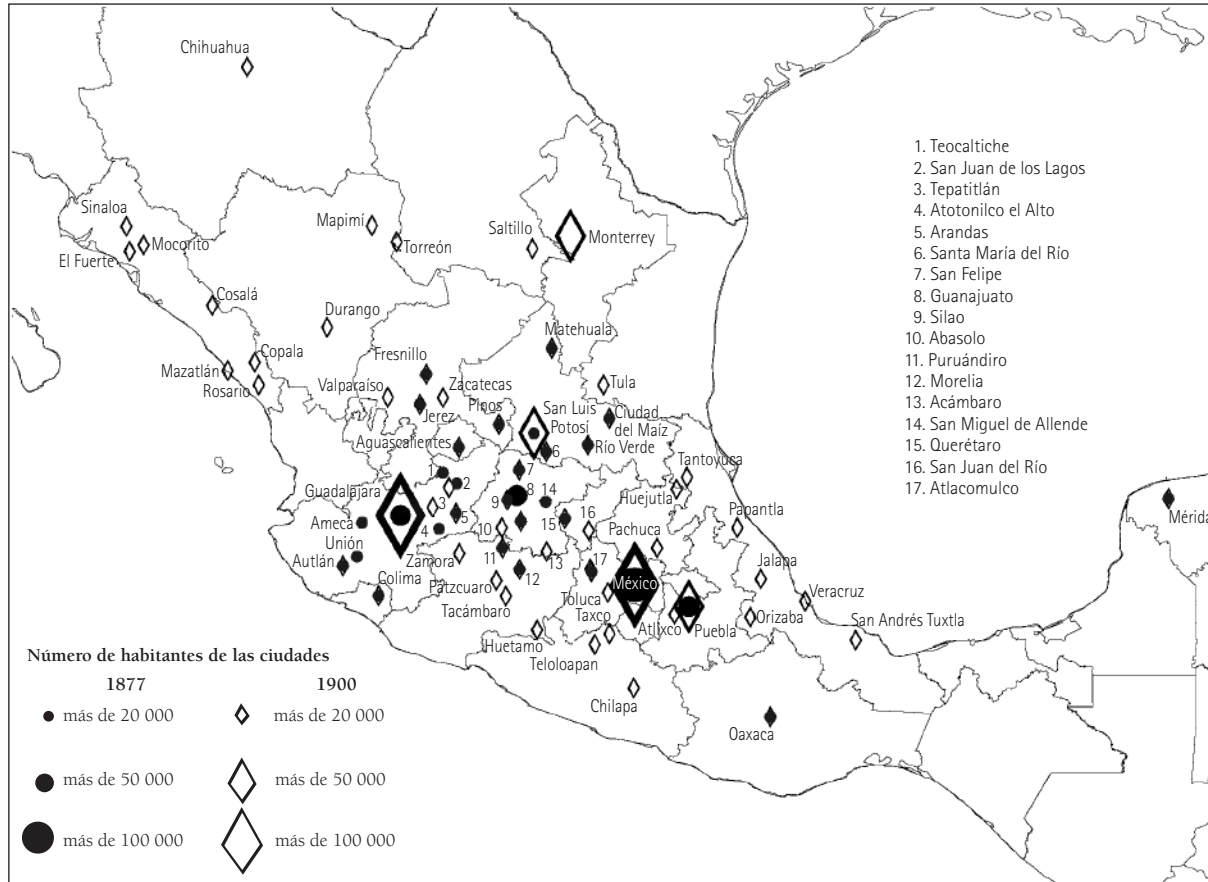 Chihuahua
Sinaloa
Mocorito
El Fuerte
Mapimí
Torreón
Saltillo
Monterrey
Cosalá
Durango
Matehuala
Copala
Mazatlán
Rosario
Fresnillo
Valparaíso
Zacatecas
Jerez
Pinos
Tula
San Luis
Potosí
Ciudad
del Maíz
Río Verde
Aguascalientes
6
Tantoyuca
1
2
7
Guadalajara
8
14
Huejutla
3
9
5
Ameca
4
10
15
16
Papantla
Pachuca
Mérida
Unión
Autlán
Zamora
11
13
17
México
Jalapa
Colima
12
Pátzcuaro
Tacámbaro
Toluca
Taxco
Atlixco
Puebla
Orizaba
Veracruz
San Andrés Tuxtla
Huetamo
Teloloapan
Chilapa
Oaxaca
1. Teocaltiche
2. San Juan de los Lagos
3. Tepatitlán
4. Atotonilco el Alto
5. Arandas
6. Santa María del Río
7. San Felipe
8. Guanajuato
9. Silao
10. Abasolo
11. Puruándiro
12. Morelia
13. Acámbaro
14. San Miguel de Allende
15. Querétaro
16. San Juan del Río
17. Atlacomulco
Número de habitantes de las ciudades
1877 1900
más de 20 000 más de 20 000
más de 50 000 más de 50 000
más de 100 000 más de 100 000